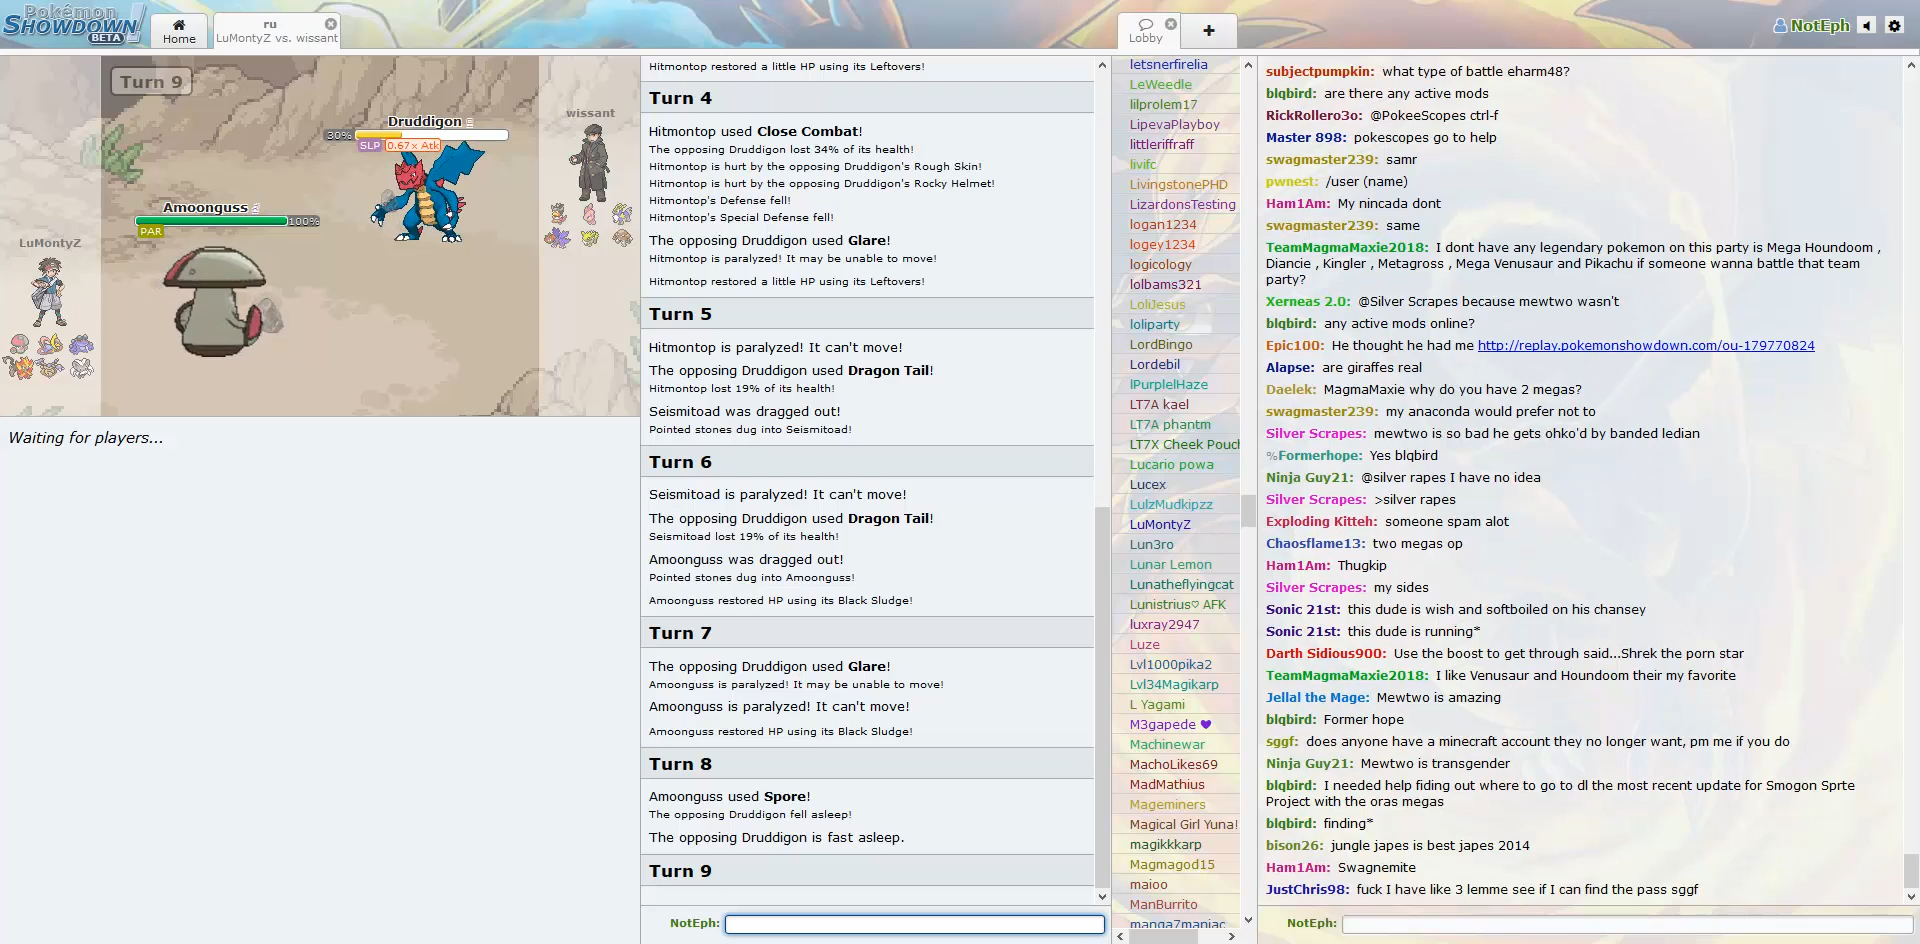 Pokémon
SHOWDOWN!
BETA
Home
ru
LuMontyZ vs. wissant
Lobby
+
NotEph
Turn 9
wissant
Druddigon
30%
SLP 0.67× Atk
Amoonguss
100%
PAR
LuMontyZ
Waiting for players...
Hitmontop restored a little HP using its Leftovers!
Turn 4
Hitmontop used Close Combat!
The opposing Druddigon lost 34% of its health!
Hitmontop is hurt by the opposing Druddigon's Rough Skin!
Hitmontop is hurt by the opposing Druddigon's Rocky Helmet!
Hitmontop's Defense fell!
Hitmontop's Special Defense fell!
The opposing Druddigon used Glare!
Hitmontop is paralyzed! It may be unable to move!
Hitmontop restored a little HP using its Leftovers!
Turn 5
Hitmontop is paralyzed! It can't move!
The opposing Druddigon used Dragon Tail!
Hitmontop lost 19% of its health!
Seismitoad was dragged out!
Pointed stones dug into Seismitoad!
Turn 6
Seismitoad is paralyzed! It can't move!
The opposing Druddigon used Dragon Tail!
Seismitoad lost 19% of its health!
Amoonguss was dragged out!
Pointed stones dug into Amoonguss!
Amoonguss restored HP using its Black Sludge!
Turn 7
The opposing Druddigon used Glare!
Amoonguss is paralyzed! It may be unable to move!
Amoonguss is paralyzed! It can't move!
Amoonguss restored HP using its Black Sludge!
Turn 8
Amoonguss used Spore!
The opposing Druddigon fell asleep!
The opposing Druddigon is fast asleep.
Turn 9
NotEph:
letsnerfirelia
LeWeedle
lilprolem17
LipevaPlayboy
littleriffraff
livifc
LivingstonePHD
LizardonsTesting
logan1234
logey1234
logicology
lolbams321
LoliJesus
loliparty
LordBingo
Lordebil
lPurplelHaze
LT7A kael
LT7A phantm
LT7X Cheek Pouch
Lucario powa
Lucex
LulzMudkipzz
LuMontyZ
Lun3ro
Lunar Lemon
Lunatheflyingcat
Lunistrius♡ AFK
luxray2947
Luze
Lvl1000pika2
Lvl34Magikarp
L Yagami
M3gapede ♥
Machinewar
MachoLikes69
MadMathius
Mageminers
Magical Girl Yuna!
magikkkarp
Magmagod15
maioo
ManBurrito
manga7maniac
subjectpumpkin: what type of battle eharm48?
blqbird: are there any active mods
RickRollero3o: @PokeeScopes ctrl-f
Master 898: pokescopes go to help
swagmaster239: samr
pwnest: /user (name)
Ham1Am: My nincada dont
swagmaster239: same
TeamMagmaMaxie2018: I dont have any legendary pokemon on this party is Mega Houndoom ,
Diancie , Kingler , Metagross , Mega Venusaur and Pikachu if someone wanna battle that team
party?
Xerneas 2.0: @Silver Scrapes because mewtwo wasn't
blqbird: any active mods online?
Epic100: He thought he had me http://replay.pokemonshowdown.com/ou-179770824
Alapse: are giraffes real
Daelek: MagmaMaxie why do you have 2 megas?
swagmaster239: my anaconda would prefer not to
Silver Scrapes: mewtwo is so bad he gets ohko'd by banded ledian
%Formerhope: Yes blqbird
Ninja Guy21: @silver rapes I have no idea
Silver Scrapes: >silver rapes
Exploding Kitteh: someone spam alot
Chaosflame13: two megas op
Ham1Am: Thugkip
Silver Scrapes: my sides
Sonic 21st: this dude is wish and softboiled on his chansey
Sonic 21st: this dude is running*
Darth Sidious900: Use the boost to get through said...Shrek the porn star
TeamMagmaMaxie2018: I like Venusaur and Houndoom their my favorite
Jellal the Mage: Mewtwo is amazing
blqbird: Former hope
sggf: does anyone have a minecraft account they no longer want, pm me if you do
Ninja Guy21: Mewtwo is transgender
blqbird: I needed help fiding out where to go to dl the most recent update for Smogon Sprte
Project with the oras megas
blqbird: finding*
bison26: jungle japes is best japes 2014
Ham1Am: Swagnemite
JustChris98: fuck I have like 3 lemme see if I can find the pass sggf
NotEph: